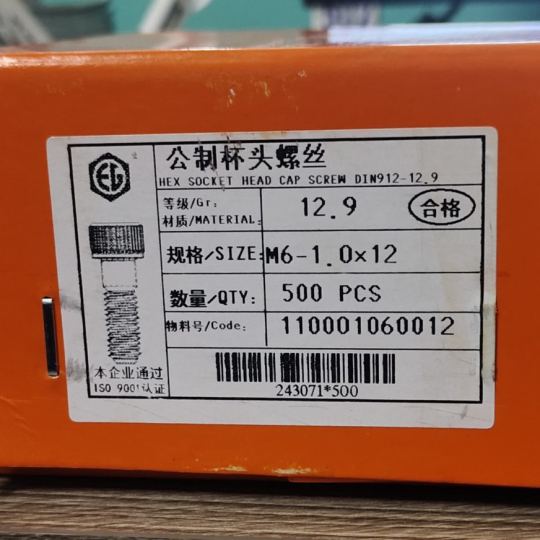 EG
公制杯头螺丝
HEX SOCKET HEAD CAP SCREW DIN912-12.9
等级/Gr:
材质/MATERIAL:
12.9
合格
规格/SIZE: M6-1.0×12
数量/QTY: 500 PCS
物料号/Code: 110001060012
本企业通过
ISO 9001认证
243071*500